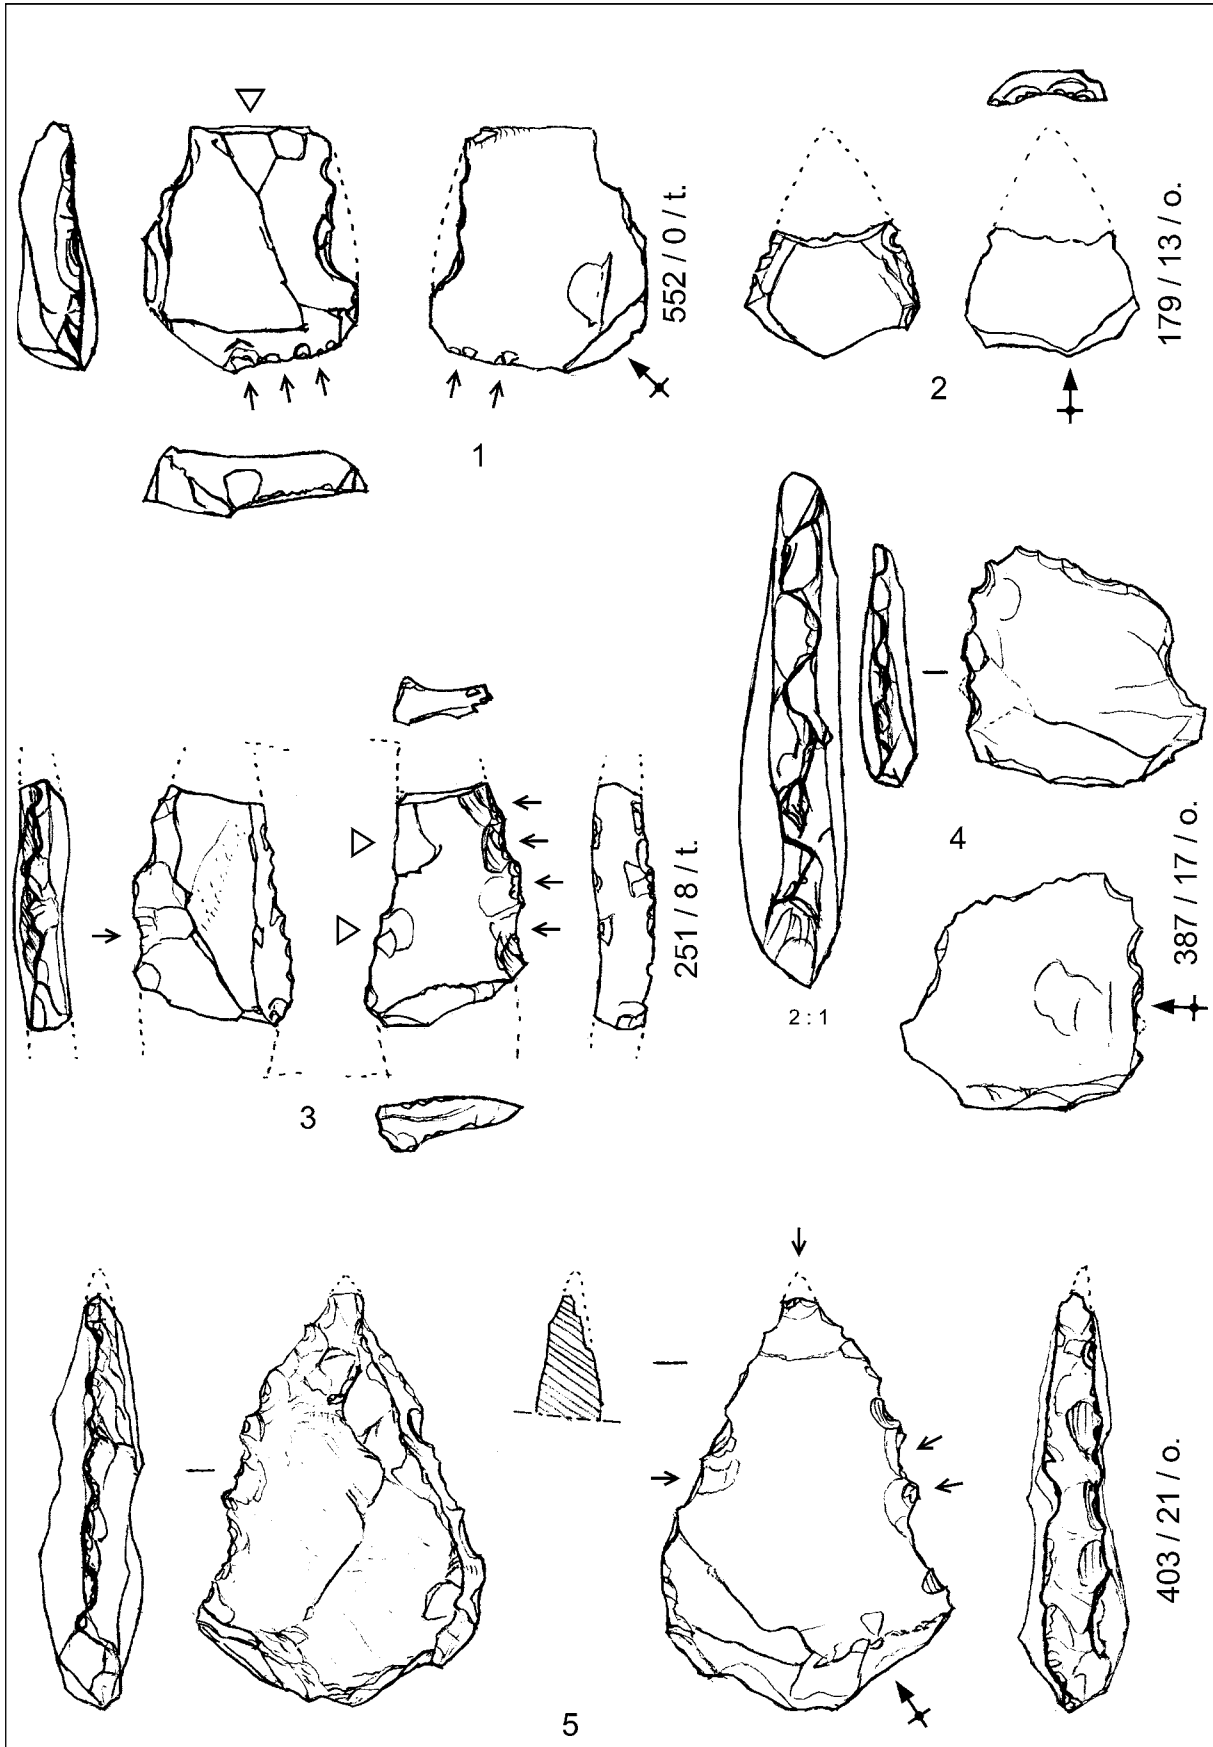 552 / 0 / t.
1
179 / 13 / o.
2
251 / 8 / t.
3
2 : 1
4
387 / 17 / o.
403 / 21 / o.
5